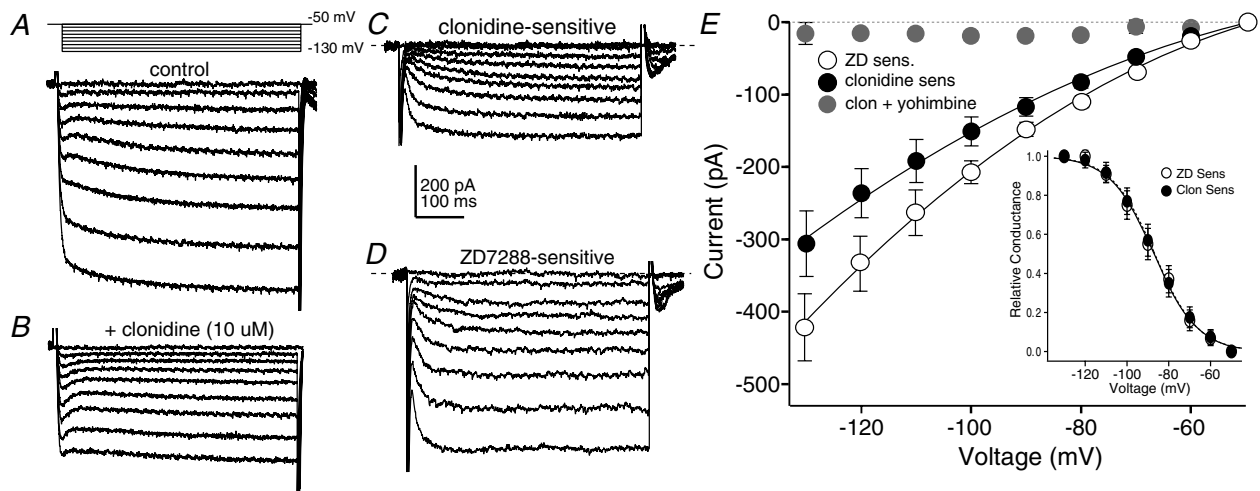 A
-50 mV
-130 mV
control
B
+ clonidine (10 uM)
C
clonidine-sensitive
200 pA
100 ms
D
ZD7288-sensitive
E
0
-100
-200
-300
-400
-500
Current (pA)
-120
-100
-80
-60
Voltage (mV)
ZD sens.
clonidine sens
clon + yohimbine
1.0
0.8
0.6
0.4
0.2
0.0
Relative Conductance
-120
-100
-80
-60
Voltage (mV)
ZD Sens
Clon Sens